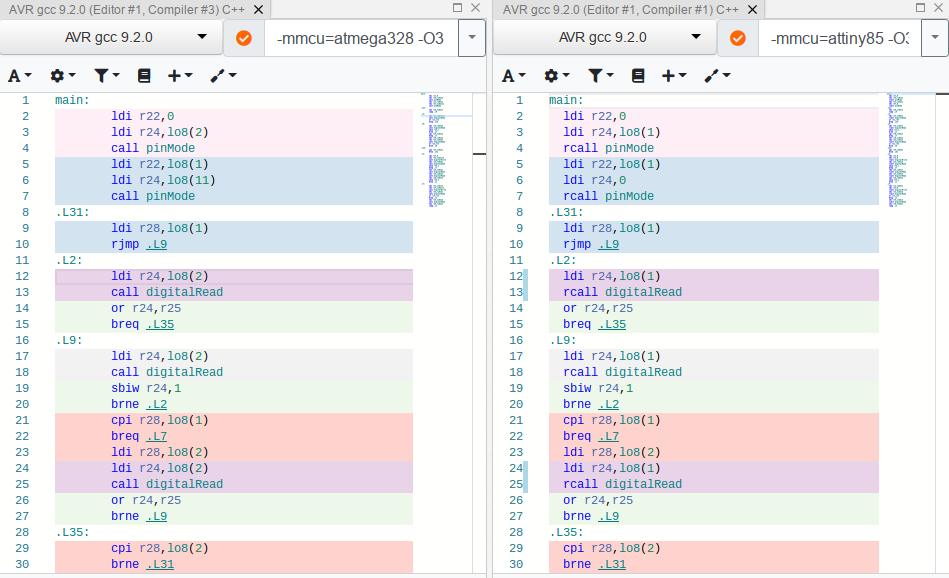 AVR gcc 9.2.0 (Editor #1, Compiler #3) C++
AVR gcc 9.2.0
-mmcu=atmega328 -O3
A
1 main:
2 ldi r22,0
3 ldi r24,lo8(2)
4 call pinMode
5 ldi r22,lo8(1)
6 ldi r24,lo8(11)
7 call pinMode
8 .L31:
9 ldi r28,lo8(1)
10 rjmp .L9
11 .L2:
12 ldi r24,lo8(2)
13 call digitalRead
14 or r24,r25
15 breq .L35
16 .L9:
17 ldi r24,lo8(2)
18 call digitalRead
19 sbiw r24,1
20 brne .L2
21 cpi r28,lo8(1)
22 breq .L7
23 ldi r28,lo8(2)
24 ldi r24,lo8(2)
25 call digitalRead
26 or r24,r25
27 brne .L9
28 .L35:
29 cpi r28,lo8(2)
30 brne .L31
AVR gcc 9.2.0 (Editor #1, Compiler #1) C++
AVR gcc 9.2.0
-mmcu=attiny85 -O3
A
1 main:
2 ldi r22,0
3 ldi r24,lo8(1)
4 rcall pinMode
5 ldi r22,lo8(1)
6 ldi r24,0
7 rcall pinMode
8 .L31:
9 ldi r28,lo8(1)
10 rjmp .L9
11 .L2:
12 ldi r24,lo8(1)
13 rcall digitalRead
14 or r24,r25
15 breq .L35
16 .L9:
17 ldi r24,lo8(1)
18 rcall digitalRead
19 sbiw r24,1
20 brne .L2
21 cpi r28,lo8(1)
22 breq .L7
23 ldi r28,lo8(2)
24 ldi r24,lo8(1)
25 rcall digitalRead
26 or r24,r25
27 brne .L9
28 .L35:
29 cpi r28,lo8(2)
30 brne .L31